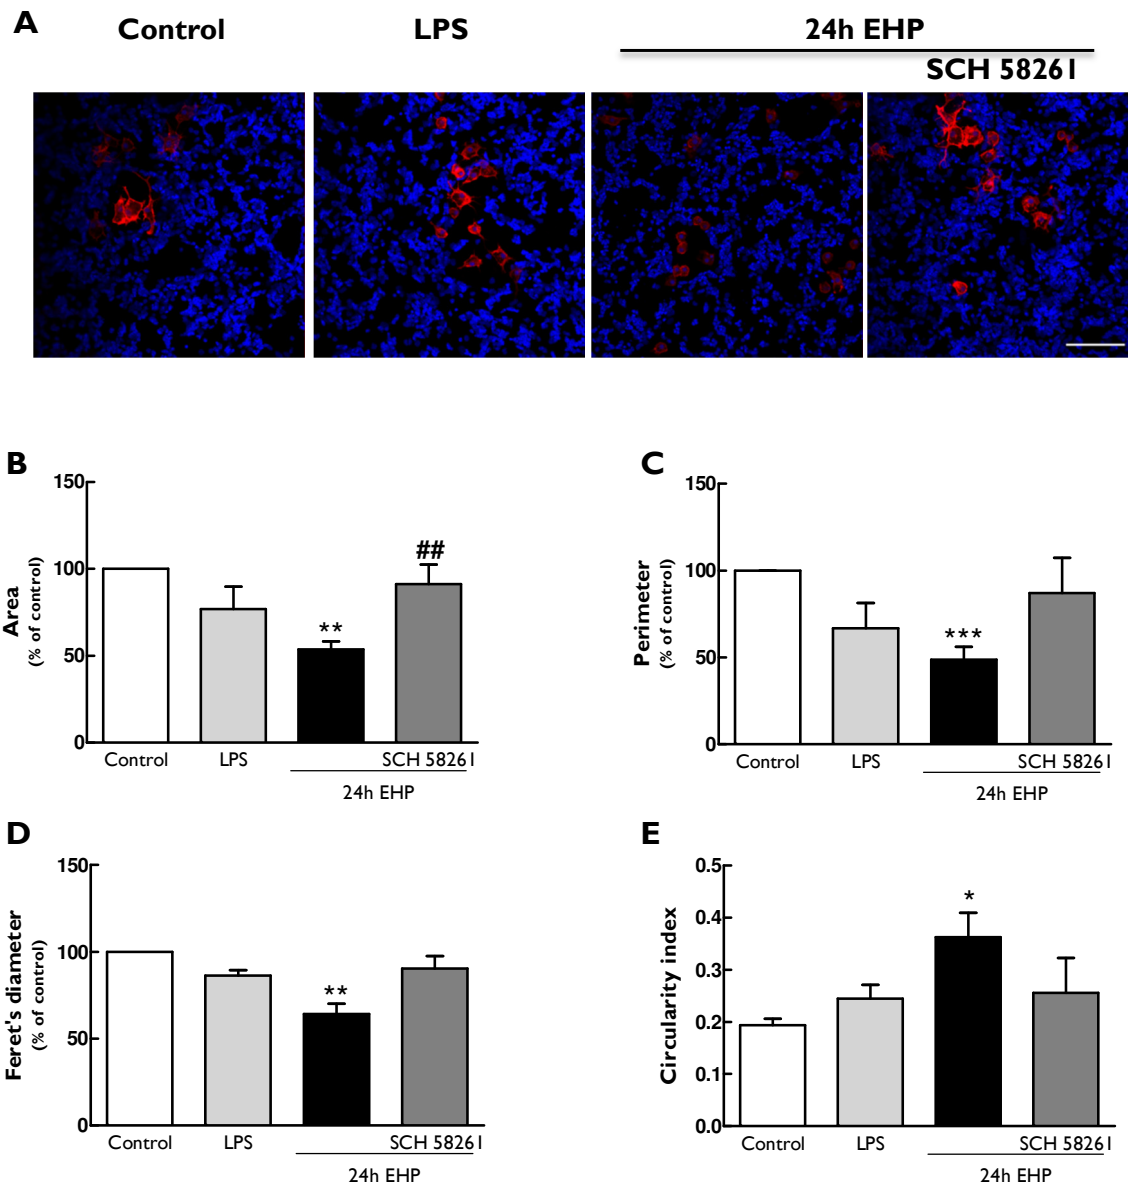 A
Control
LPS
24h EHP
SCH 58261
B
150
100
50
0
Area
(% of control)
**
##
Control
LPS
SCH 58261
24h EHP
C
150
100
50
0
Perimeter
(% of control)
***
Control
LPS
SCH 58261
24h EHP
D
150
100
50
0
Feret's diameter
(% of control)
**
Control
LPS
SCH 58261
24h EHP
E
0.5
0.4
0.3
0.2
0.1
0.0
Circularity index
*
Control
LPS
SCH 58261
24h EHP